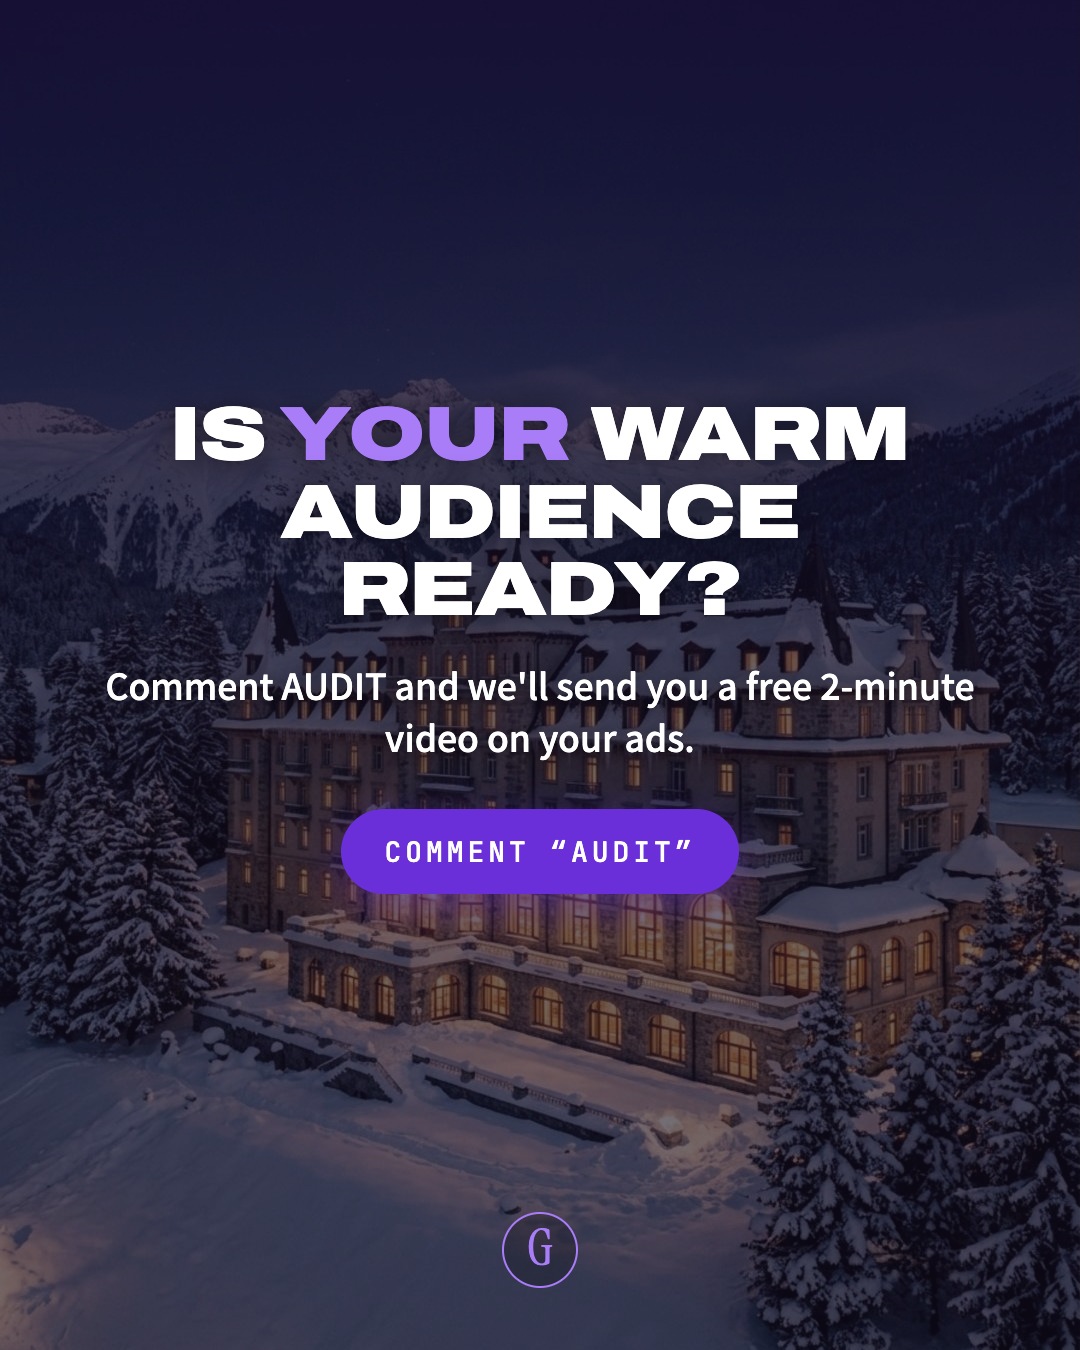 IS YOUR WARM
AUDIENCE
READY?
Comment AUDIT and we'll send you a free 2-minute
video on your ads.
COMMENT “AUDIT”
G